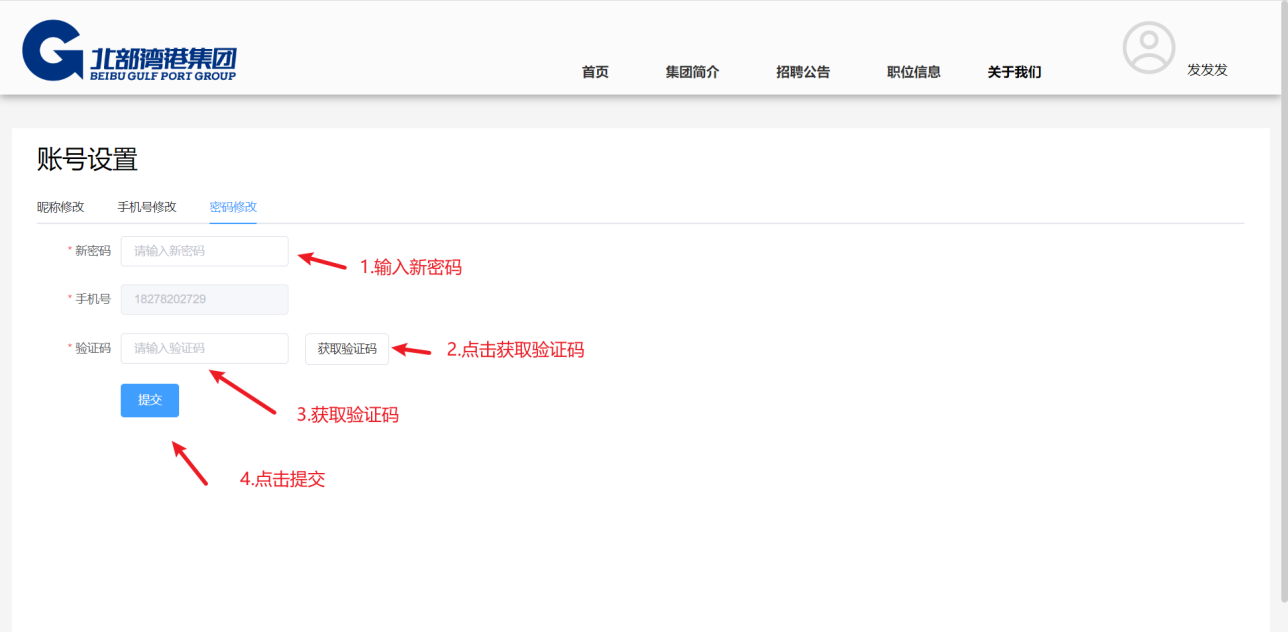 北部湾港集团
BEIBU GULF PORT GROUP
首页 集团简介 招聘公告 职位信息 关于我们 发发发
账号设置
昵称修改 手机号修改 密码修改
* 新密码 请输入新密码 1.输入新密码
* 手机号 18278202729
* 验证码 请输入验证码 获取验证码 2.点击获取验证码
提交
3.获取验证码
4.点击提交